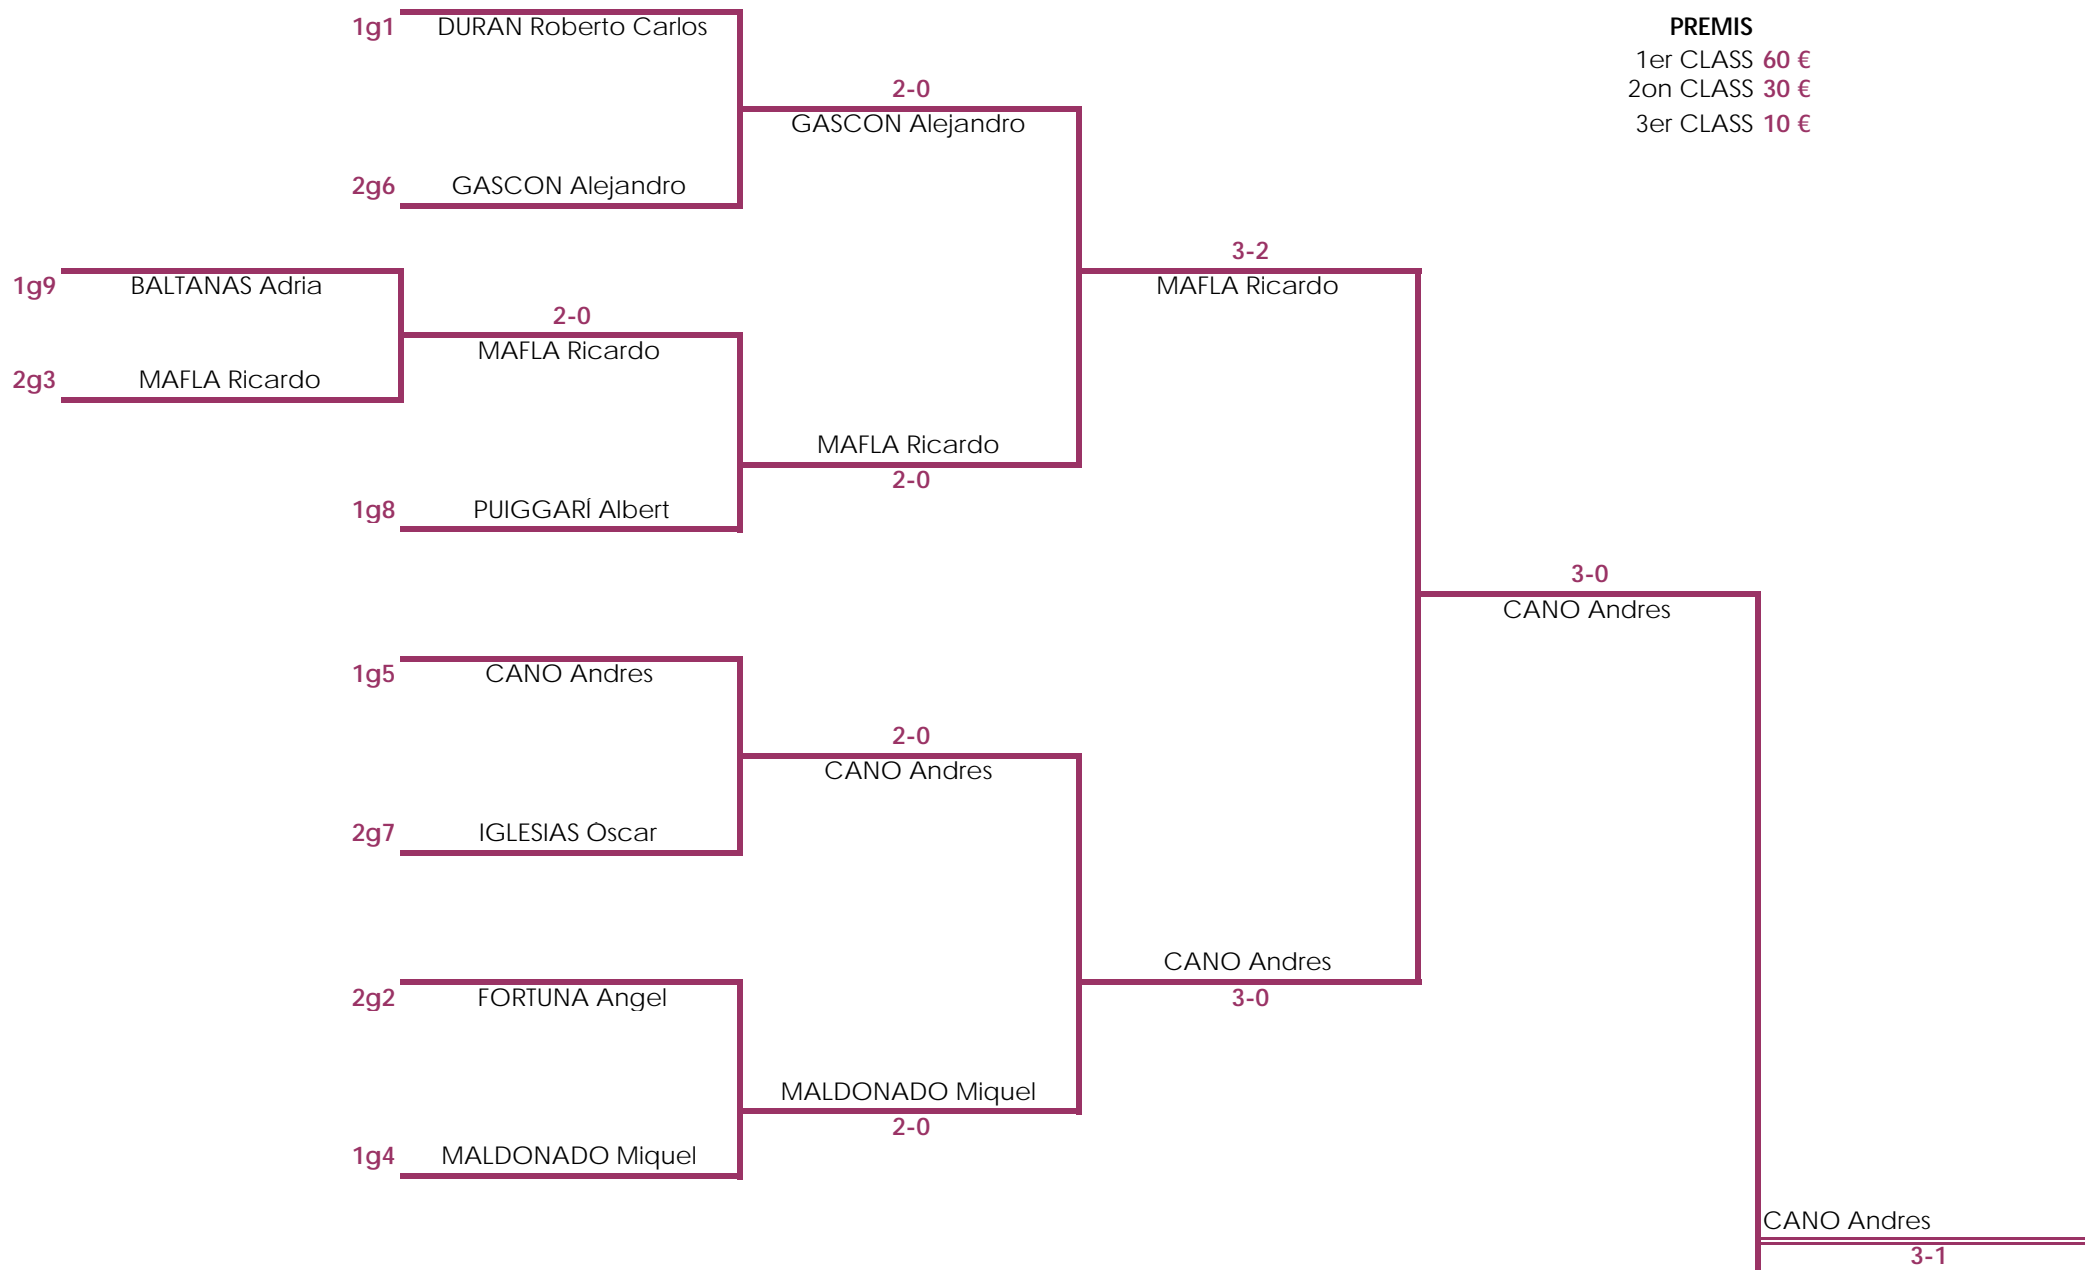 1g1 DURAN Roberto Carlos
PREMIS
1er CLASS 60 €
2on CLASS 30 €
3er CLASS 10 €
2-0
GASCON Alejandro
2g6 GASCON Alejandro
3-2
MAFLA Ricardo
1g9 BALTANAS Adria
2-0
MAFLA Ricardo
2g3 MAFLA Ricardo
MAFLA Ricardo
2-0
1g8 PUIGGARÍ Albert
3-0
CANO Andres
1g5 CANO Andres
2-0
CANO Andres
2g7 IGLESIAS Òscar
CANO Andres
3-0
2g2 FORTUNA Angel
MALDONADO Miquel
2-0
1g4 MALDONADO Miquel
CANO Andres
3-1